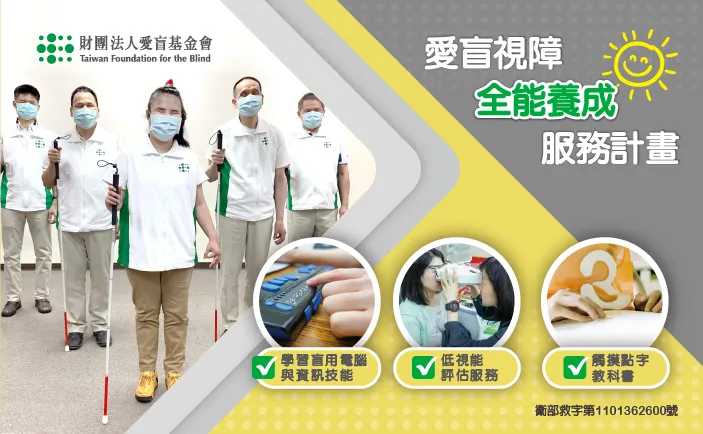 財團法人愛盲基金會
Taiwan Foundation for the Blind
愛盲視障
全能養成
服務計畫
3
學習盲用電腦
與資訊技能
低視能
評估服務
觸摸點字
教科書
衛部救字第1101362600號